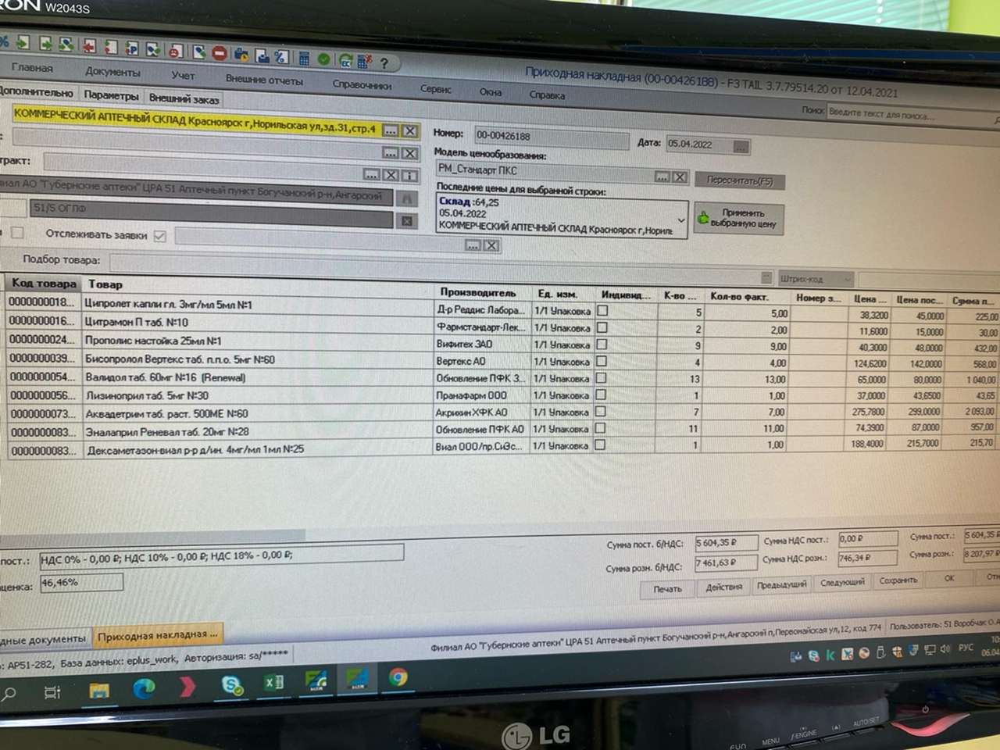 W2043S
Приходная накладная (00-00426188) - F3 TAIL 3.7.79514.20 от 12.04.2021
Главная Документы Учет Внешние отчеты Справочники Сервис Окна Справка
Дополнительно Параметры Внешний заказ
Поиск Введите текст для поиска...
КОММЕРЧЕСКИЙ АПТЕЧНЫЙ СКЛАД Красноярск г,Норильская ул,зд.31,стр.4 ...
Номер: 00-00426188 Дата: 05.04.2022 ...
Модель ценообразования:
РМ_Стандарт ПКС ... Пересчитать(F5)
тракт:
Последние цены для выбранной строки:
Склад :64,25
05.04.2022
КОММЕРЧЕСКИЙ АПТЕЧНЫЙ СКЛАД Красноярск г,Нориль
Применить выбранную цену
лиал АО "Губернские аптеки" ЦРА 51 Аптечный пункт Богучанский р-н,Ангарский
51/5 ОГЛФ
Отслеживать заявки
Подбор товара: Штрих-код
Код товара Товар Производитель Ед. изм. Индивид... К-во ... Кол-во факт. Номер з... Цена ... Цена пос... Сумма п...
0000000018... Ципролет капли гл. 3мг/мл 5мл №1 Д-р Реддис Лабора... 1/1 Упаковка 5 5,00 38,3200 45,0000 225,00
0000000016... Цитрамон П таб. №10 Фармстандарт-Лек... 1/1 Упаковка 2 2,00 11,6000 15,0000 30,00
0000000024... Прополис настойка 25мл №1 Вифитех ЗАО 1/1 Упаковка 9 9,00 40,3000 48,0000 432,00
0000000039... Бисопролол Вертекс таб. п.п.о. 5мг №60 Вертекс АО 1/1 Упаковка 4 4,00 124,6200 142,0000 568,00
0000000054... Валидол таб. 60мг №16 (Renewal) Обновление ПФК З... 1/1 Упаковка 13 13,00 65,0000 80,0000 1 040,00
0000000056... Лизиноприл таб. 5мг №30 Пранафарм ООО 1/1 Упаковка 1 1,00 37,0000 43,6500 43,65
0000000073... Аквадетрим таб. раст. 500МЕ №60 Акрихин ХФК АО 1/1 Упаковка 7 7,00 275,7800 299,0000 2 093,00
0000000083... Эналаприл Реневал таб. 20мг №28 Обновление ПФК АО 1/1 Упаковка 11 11,00 74,3900 87,0000 957,00
0000000083... Дексаметазон-виал р-р д/ин. 4мг/мл 1мл №25 Виал ООО/пр.СиЭс... 1/1 Упаковка 1 1,00 188,4000 215,7000 215,70
пост.: НДС 0% - 0,00 ₽; НДС 10% - 0,00 ₽; НДС 18% - 0,00 ₽;
Сумма пост. б/НДС: 5 604,35 ₽ Сумма НДС пост.: 0,00 ₽ Сумма пост.: 5 604,35 ₽
ценка: 46,46%
Сумма розн. б/НДС: 7 461,63 ₽ Сумма НДС розн.: 746,34 ₽ Сумма розн.: 8 207,97 ₽
Печать Действия Предыдущий Следующий Сохранить ОК Отм
дные документы Приходная накладная ...
: AP51-282, База данных: eplus_work, Авторизация: sa/*****
Филиал АО "Губернские аптеки" ЦРА 51 Аптечный пункт Богучанский р-н,Ангарский п,Первомайская ул,12, код 774 Пользователь: 51 Воробчак О.А
РУС
06.04
LG
FUN MENU f-ENGINE AUTO/SET